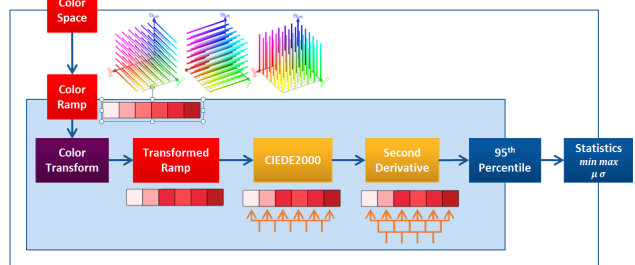 Color
Space
Color
Ramp
Color
Transform
Transformed
Ramp
CIEDE2000
Second
Derivative
95th
Percentile
Statistics
min max
μ σ